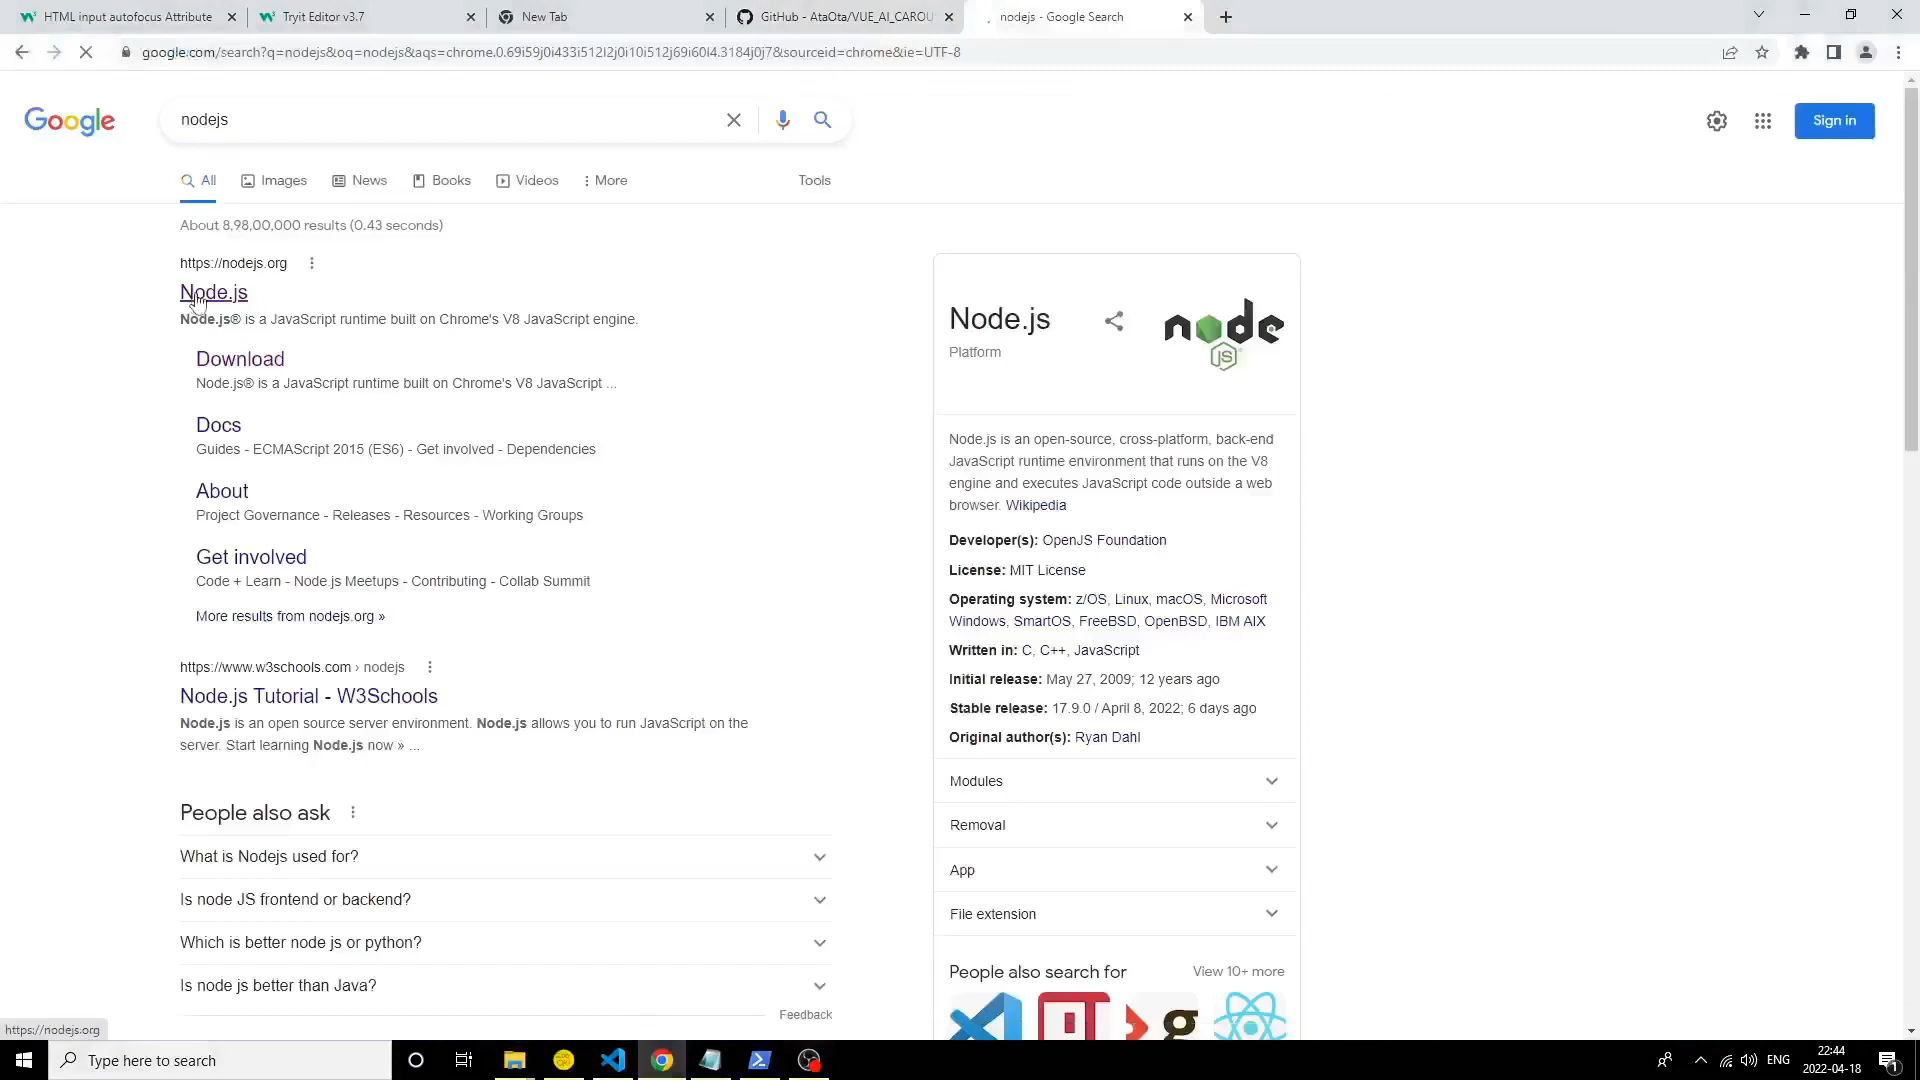 HTML input autofocus Attribute
Tryit Editor v3.7
New Tab
GitHub - AtaOta/VUE_AI_CAROU
nodejs - Google Search
google.com/search?q=nodejs&oq=nodejs&aqs=chrome.0.69i59j0i433i512l2j0i10i512j69i60l4.3184j0j7&sourceid=chrome&ie=UTF-8
Google
nodejs
Sign in
All
Images
News
Books
Videos
More
Tools
About 8,98,00,000 results (0.43 seconds)
https://nodejs.org
Node.js
Node.js® is a JavaScript runtime built on Chrome's V8 JavaScript engine.
Download
Node.js® is a JavaScript runtime built on Chrome's V8 JavaScript ...
Docs
Guides - ECMAScript 2015 (ES6) - Get involved - Dependencies
About
Project Governance - Releases - Resources - Working Groups
Get involved
Code + Learn - Node.js Meetups - Contributing - Collab Summit
More results from nodejs.org »
https://www.w3schools.com › nodejs
Node.js Tutorial - W3Schools
Node.js is an open source server environment. Node.js allows you to run JavaScript on the
server. Start learning Node.js now » ...
People also ask
What is Nodejs used for?
Is node JS frontend or backend?
Which is better node js or python?
Is node js better than Java?
Feedback
Node.js
Platform
node
JS
Node.js is an open-source, cross-platform, back-end
JavaScript runtime environment that runs on the V8
engine and executes JavaScript code outside a web
browser. Wikipedia
Developer(s): OpenJS Foundation
License: MIT License
Operating system: z/OS, Linux, macOS, Microsoft
Windows, SmartOS, FreeBSD, OpenBSD, IBM AIX
Written in: C, C++, JavaScript
Initial release: May 27, 2009; 12 years ago
Stable release: 17.9.0 / April 8, 2022; 6 days ago
Original author(s): Ryan Dahl
Modules
Removal
App
File extension
People also search for
View 10+ more
https://nodejs.org
Type here to search
ENG
22:44
2022-04-18
1